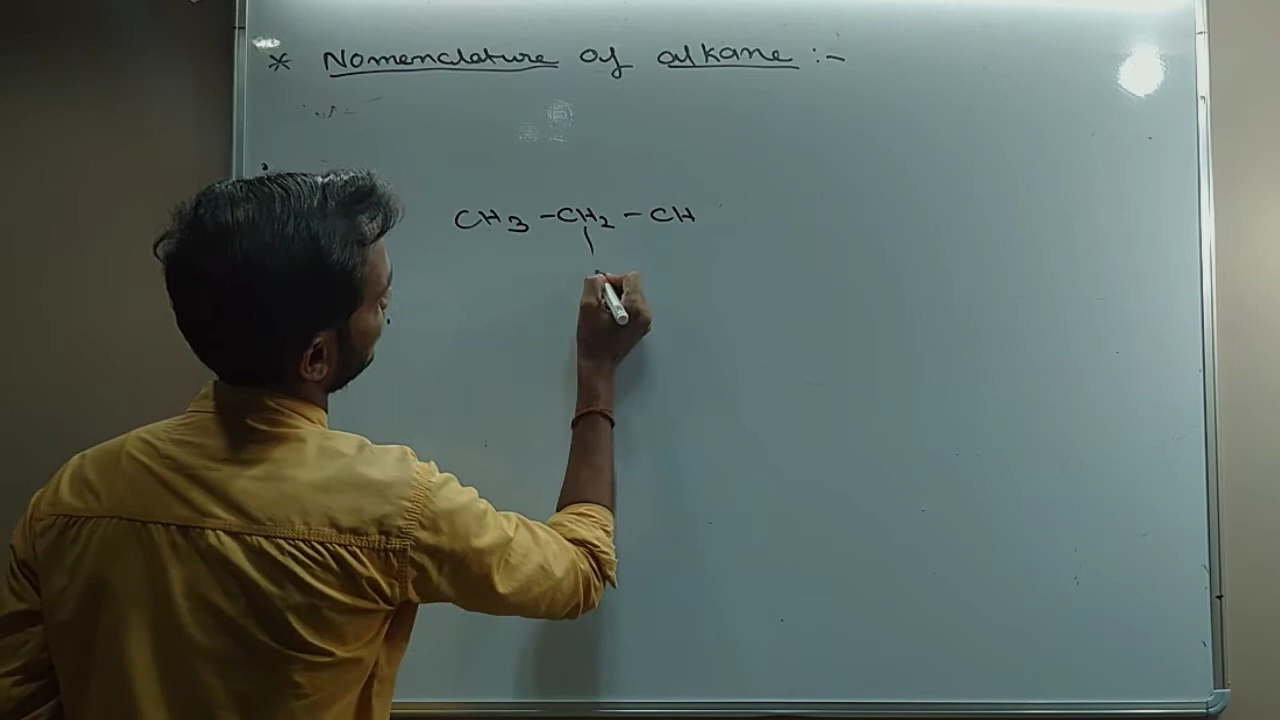 * Nomenclature of alkane :-
CH3 - CH2 - CH